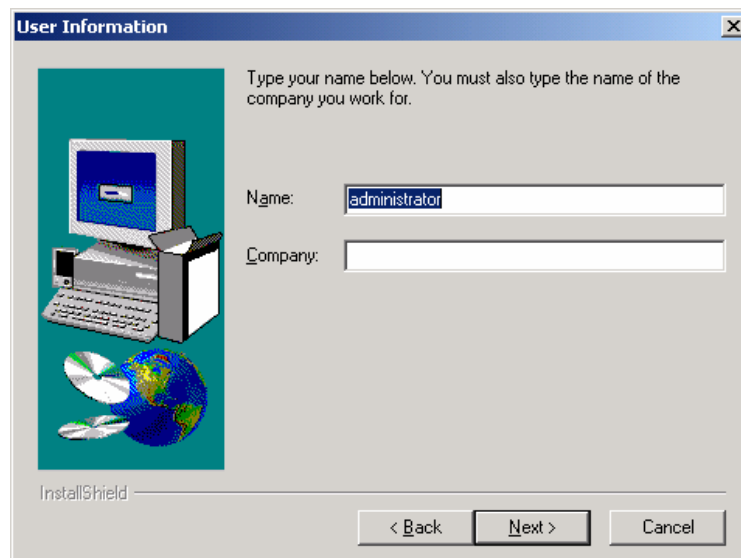 User Information
Type your name below. You must also type the name of the
company you work for.
Name: administrator
Company:
InstallShield
< Back Next > Cancel